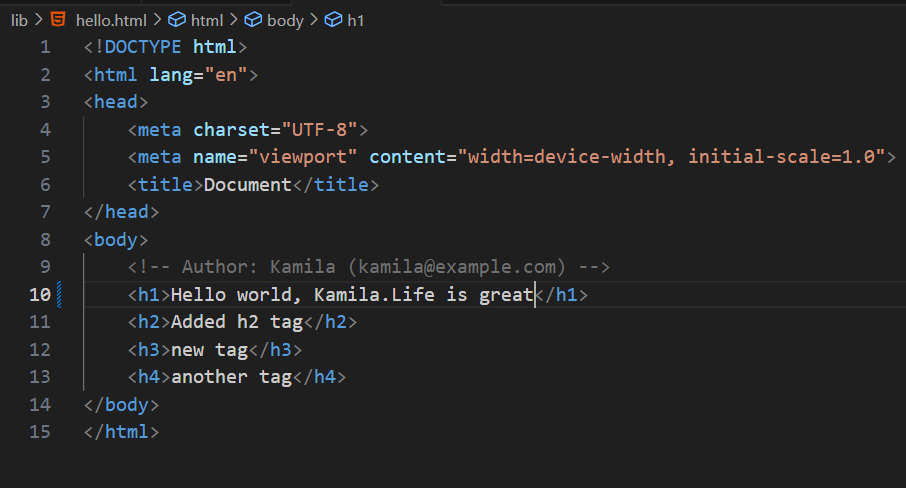 lib > hello.html > html > body > h1
1 <!DOCTYPE html>
2 <html lang="en">
3 <head>
4     <meta charset="UTF-8">
5     <meta name="viewport" content="width=device-width, initial-scale=1.0">
6     <title>Document</title>
7 </head>
8 <body>
9     <!-- Author: Kamila (kamila@example.com) -->
10     <h1>Hello world, Kamila.Life is great</h1>
11     <h2>Added h2 tag</h2>
12     <h3>new tag</h3>
13     <h4>another tag</h4>
14 </body>
15 </html>